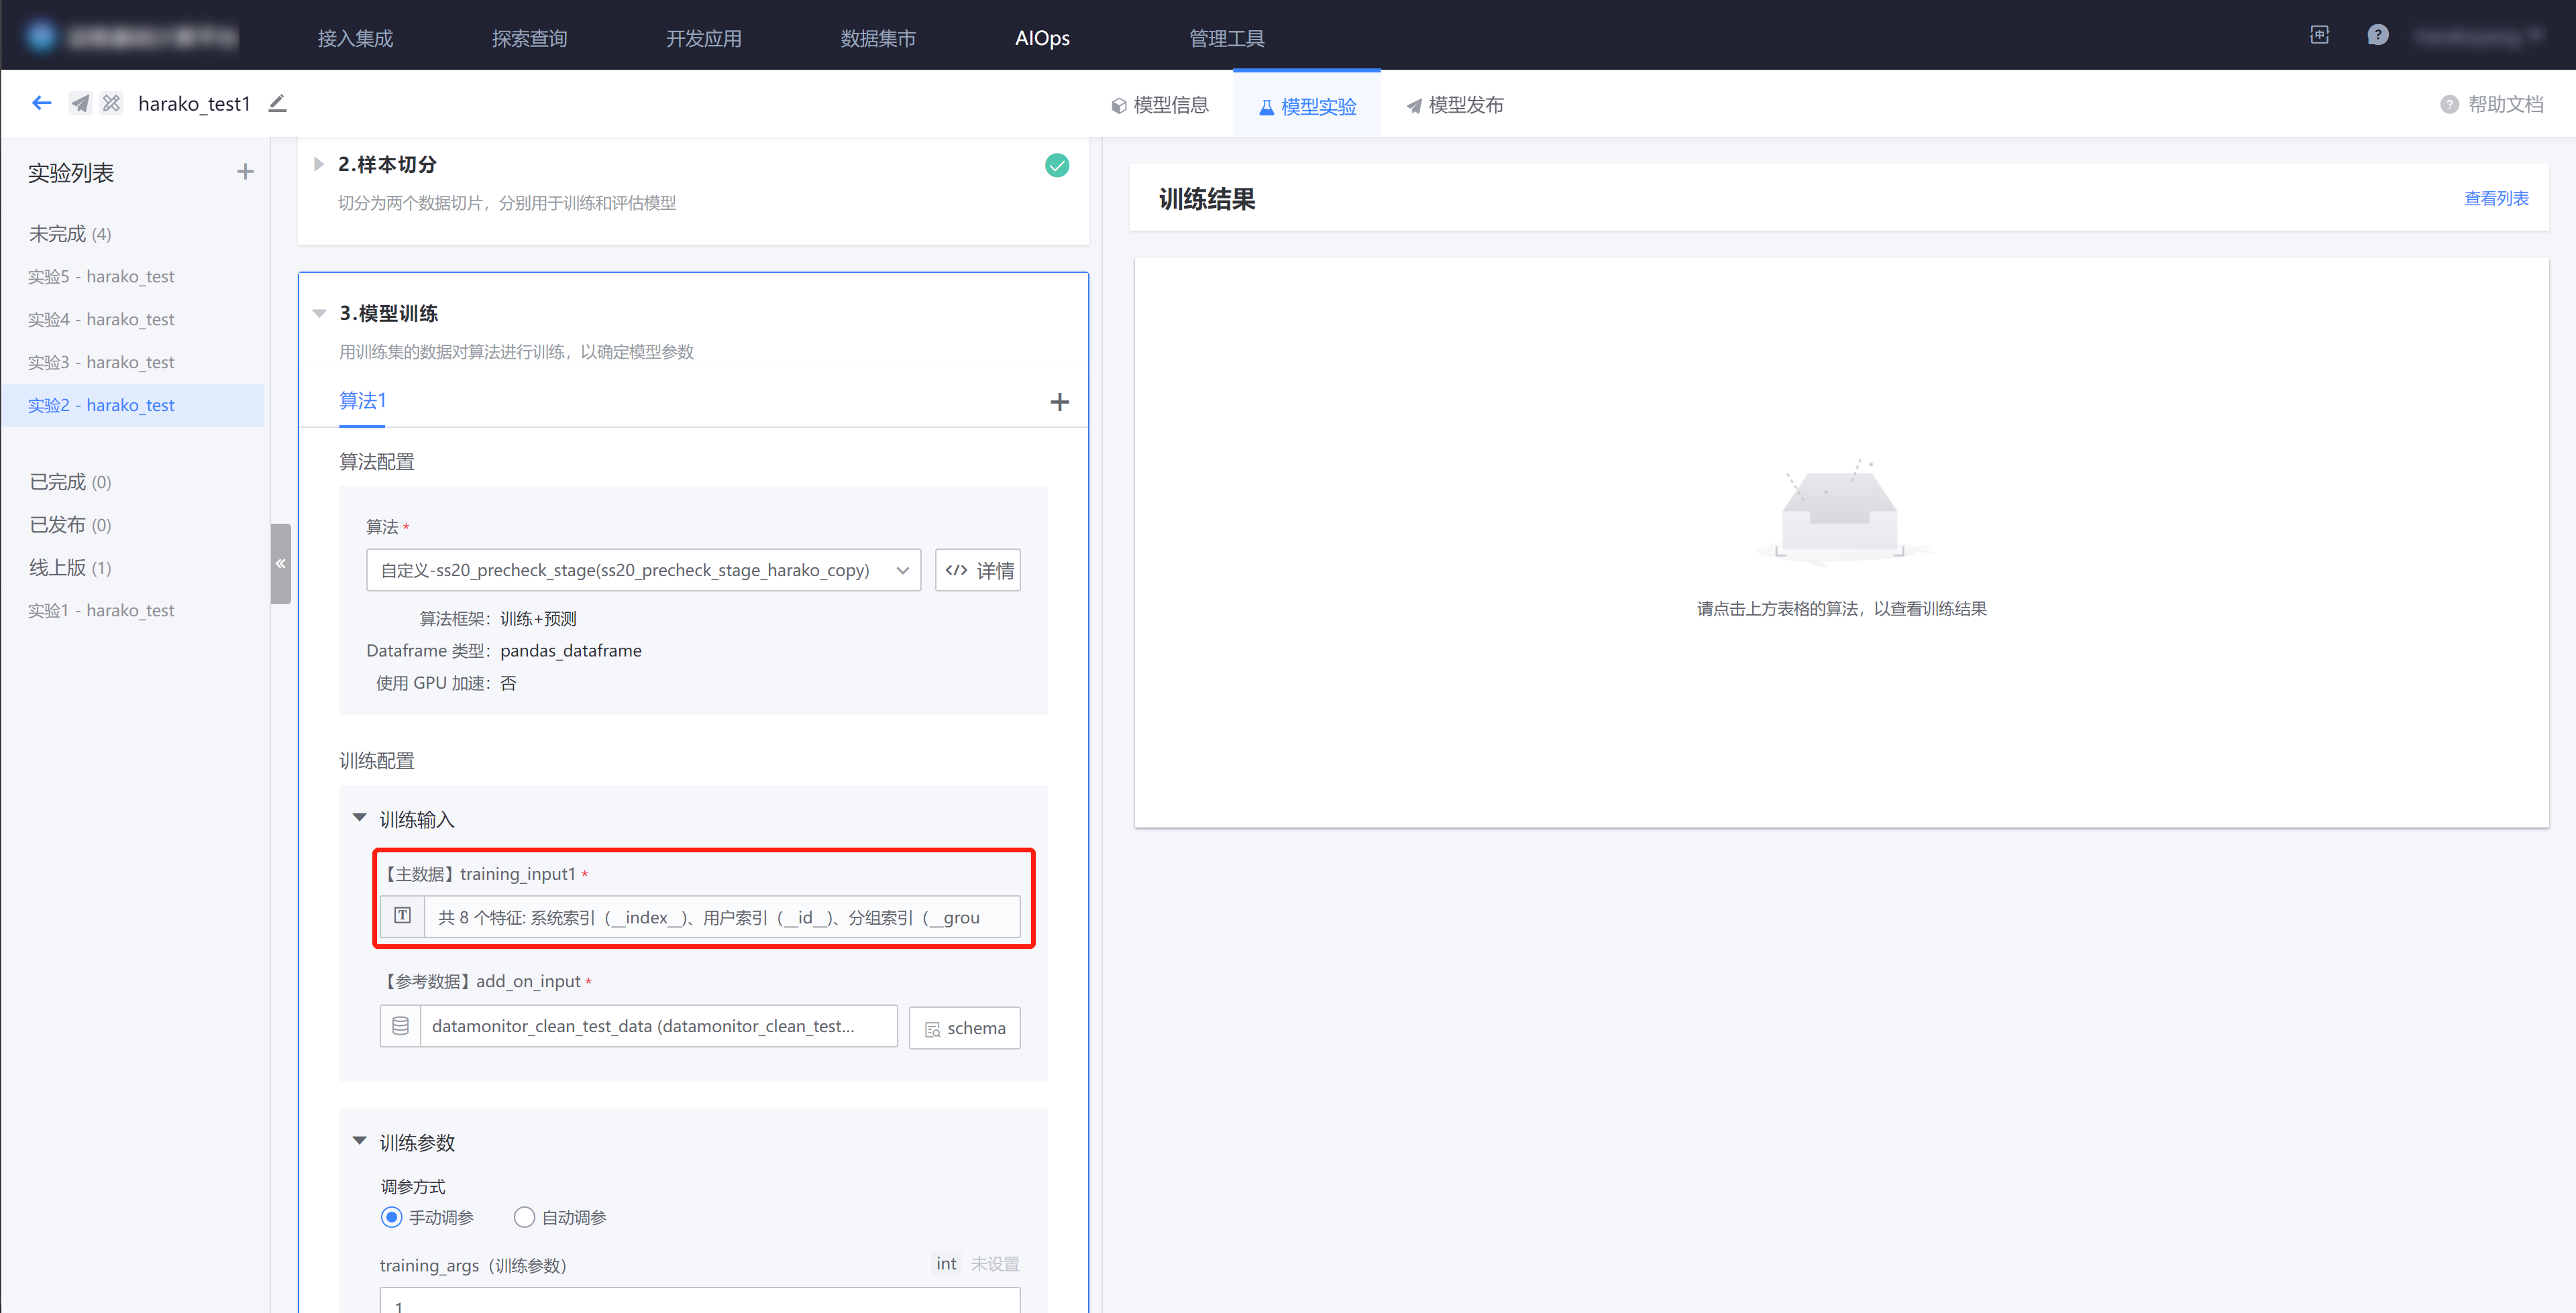 接入集成 探索查询 开发应用 数据集市 AIOps 管理工具 中 ?
harako_test1 模型信息 模型实验 模型发布 ? 帮助文档
实验列表
未完成 (4)
实验5 - harako_test
实验4 - harako_test
实验3 - harako_test
实验2 - harako_test
已完成 (0)
已发布 (0)
线上版 (1)
实验1 - harako_test
2.样本切分
切分为两个数据切片，分别用于训练和评估模型
3.模型训练
用训练集的数据对算法进行训练，以确定模型参数
算法1
算法配置
算法 *
自定义-ss20_precheck_stage(ss20_precheck_stage_harako_copy) </> 详情
算法框架：训练+预测
Dataframe 类型：pandas_dataframe
使用 GPU 加速：否
训练配置
训练输入
【主数据】training_input1 *
T 共 8 个特征: 系统索引（__index__）、用户索引（__id__）、分组索引（__grou
【参考数据】add_on_input *
datamonitor_clean_test_data (datamonitor_clean_test... schema
训练参数
调参方式
手动调参 自动调参
training_args（训练参数） int 未设置
1
训练结果 查看列表
请点击上方表格的算法，以查看训练结果